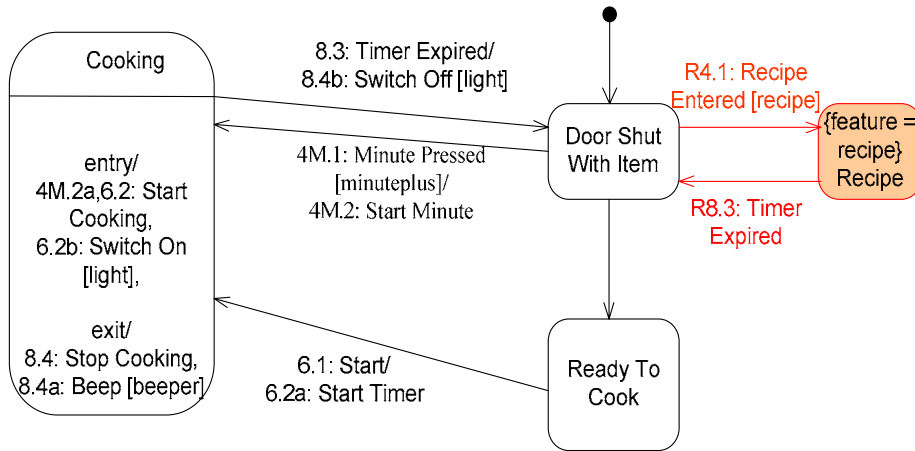 Cooking
entry/
4M.2a,6.2: Start
Cooking,
6.2b: Switch On
[light],
exit/
8.4: Stop Cooking,
8.4a: Beep [beeper]
8.3: Timer Expired/
8.4b: Switch Off [light]
4M.1: Minute Pressed
[minuteplus]/
4M.2: Start Minute
6.1: Start/
6.2a: Start Timer
Door Shut
With Item
Ready To
Cook
R4.1: Recipe
Entered [recipe]
{feature =
recipe}
Recipe
R8.3: Timer
Expired